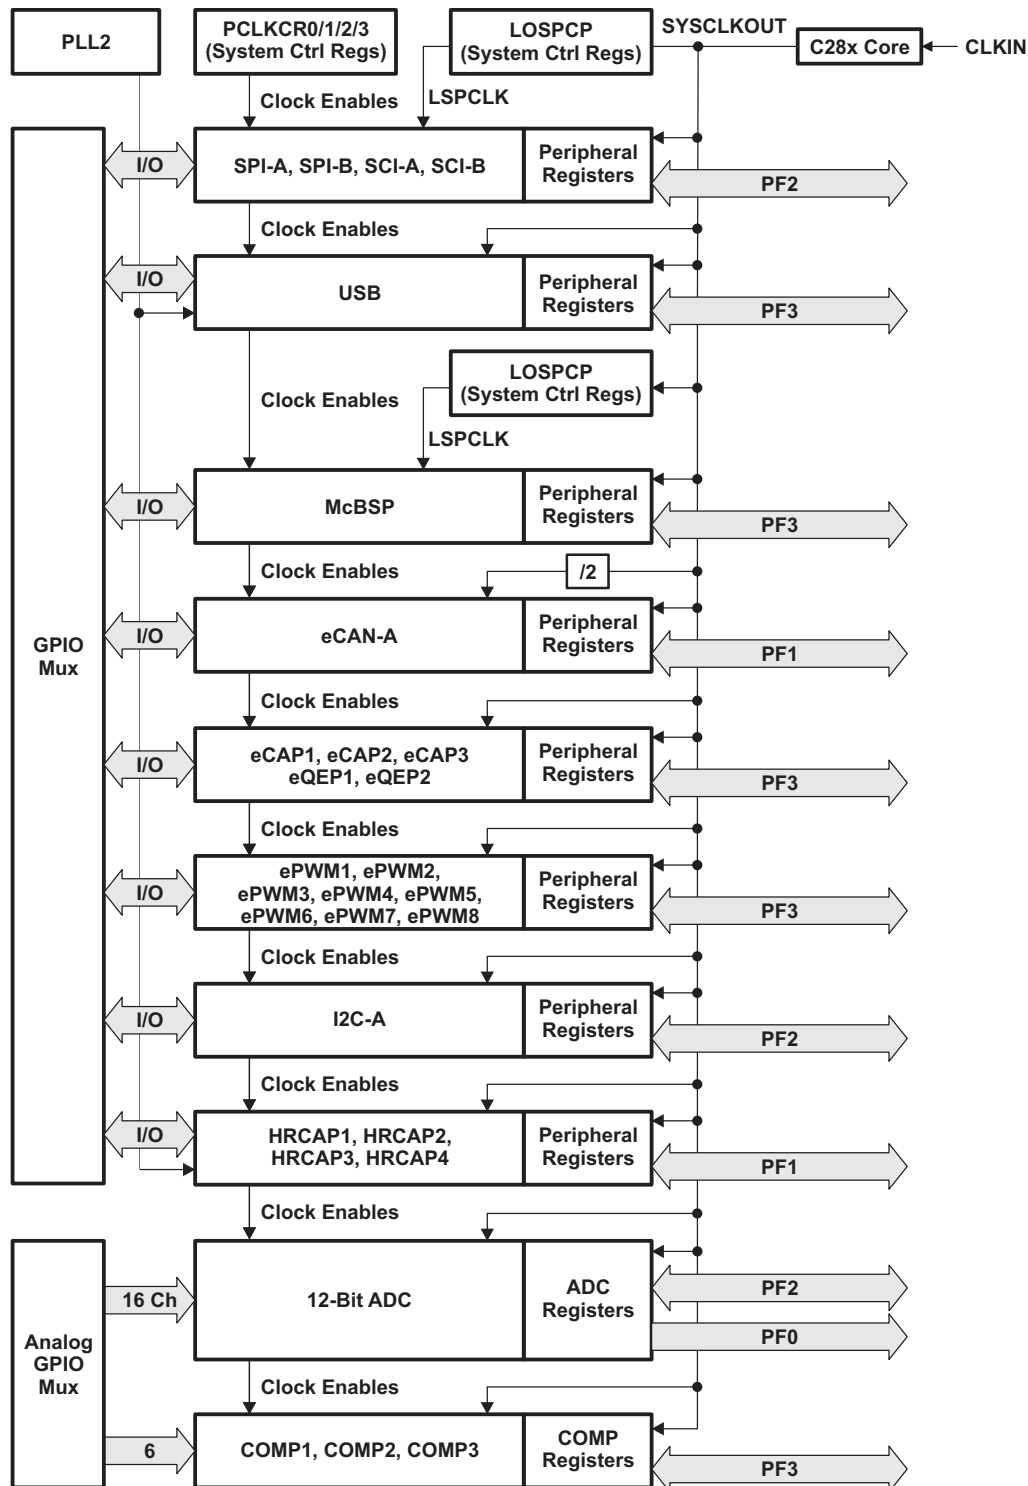 PLL2
PCLKCR0/1/2/3
(System Ctrl Regs)
LOSPCP
(System Ctrl Regs)
SYSCLKOUT
C28x Core
CLKIN
Clock Enables
LSPCLK
I/O
SPI-A, SPI-B, SCI-A, SCI-B
Peripheral
Registers
PF2
Clock Enables
I/O
USB
Peripheral
Registers
PF3
LOSPCP
(System Ctrl Regs)
Clock Enables
LSPCLK
I/O
McBSP
Peripheral
Registers
PF3
Clock Enables
/2
GPIO
Mux
I/O
eCAN-A
Peripheral
Registers
PF1
Clock Enables
I/O
eCAP1, eCAP2, eCAP3
eQEP1, eQEP2
Peripheral
Registers
PF3
Clock Enables
I/O
ePWM1, ePWM2,
ePWM3, ePWM4, ePWM5,
ePWM6, ePWM7, ePWM8
Peripheral
Registers
PF3
Clock Enables
I/O
I2C-A
Peripheral
Registers
PF2
Clock Enables
I/O
HRCAP1, HRCAP2,
HRCAP3, HRCAP4
Peripheral
Registers
PF1
Clock Enables
Analog
GPIO
Mux
16 Ch
12-Bit ADC
ADC
Registers
PF2
PF0
Clock Enables
6
COMP1, COMP2, COMP3
COMP
Registers
PF3